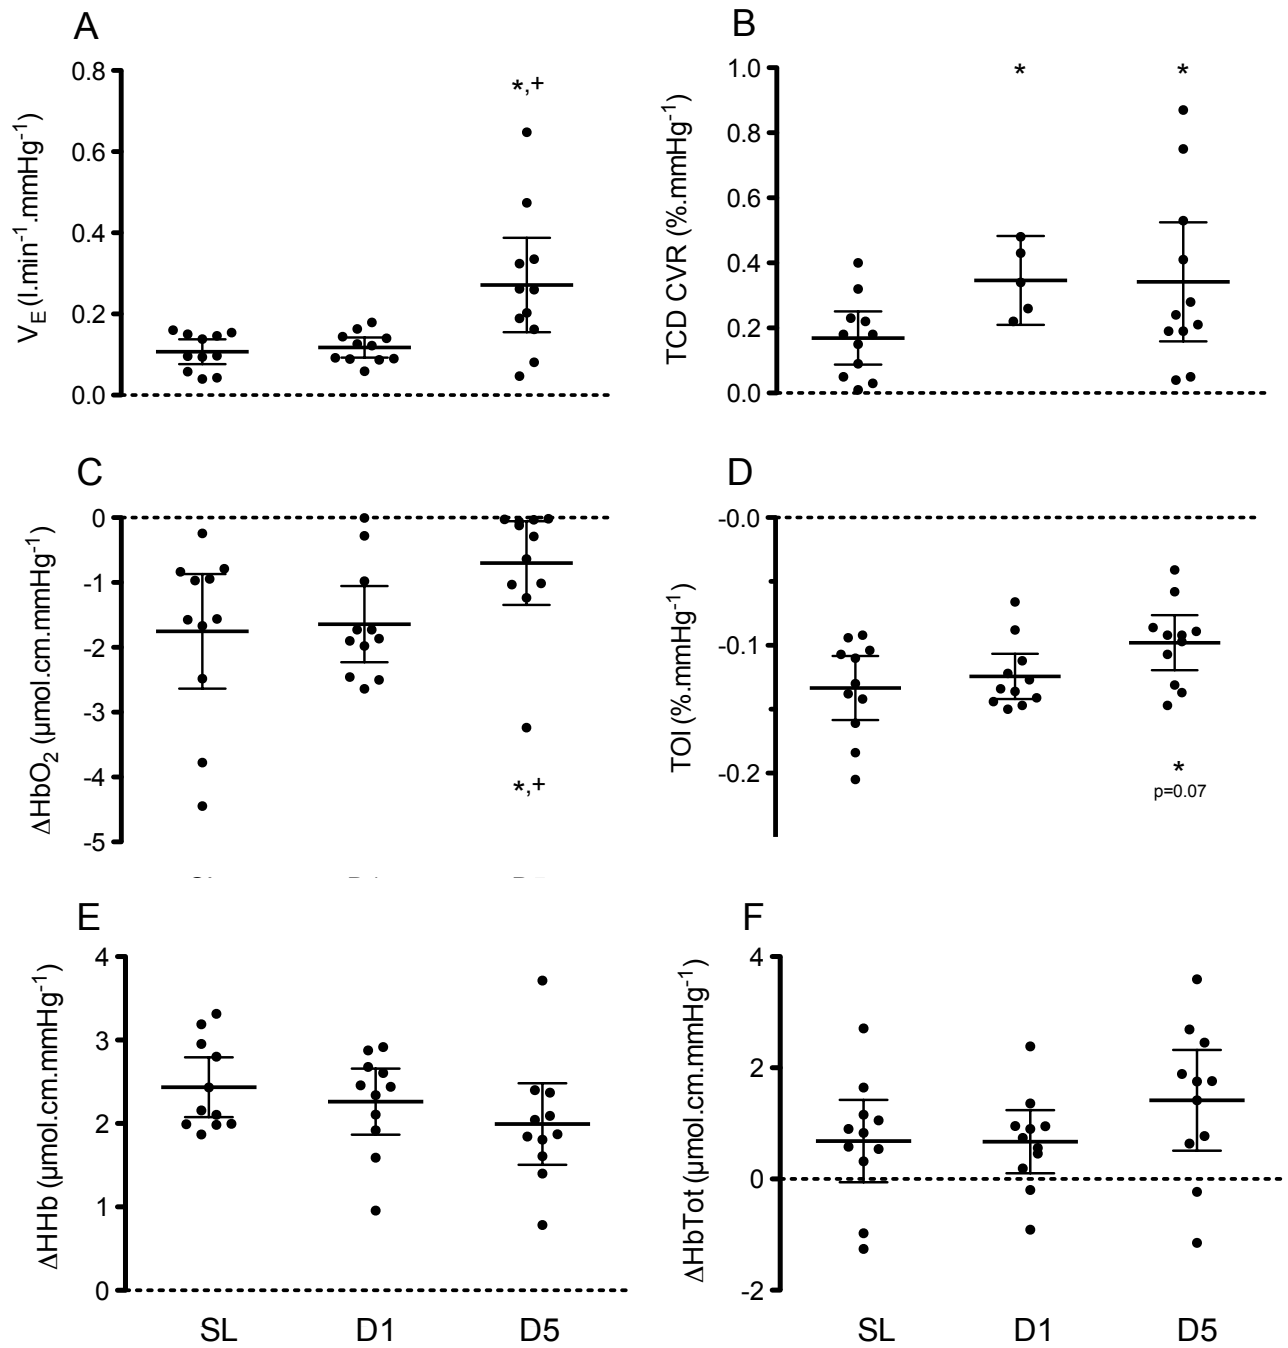 A
V_E (l.min⁻¹.mmHg⁻¹)
0.8
0.6
0.4
0.2
0.0
*,+
B
TCD CVR (%.mmHg⁻¹)
1.0
0.8
0.6
0.4
0.2
0.0
*
*
C
ΔHbO₂ (µmol.cm.mmHg⁻¹)
0
-1
-2
-3
-4
-5
*,+
D
TOI (%.mmHg⁻¹)
-0.0
-0.1
-0.2
*
p=0.07
E
ΔHHb (µmol.cm.mmHg⁻¹)
4
3
2
1
0
SL D1 D5
F
ΔHbTot (µmol.cm.mmHg⁻¹)
4
2
0
-2
SL D1 D5